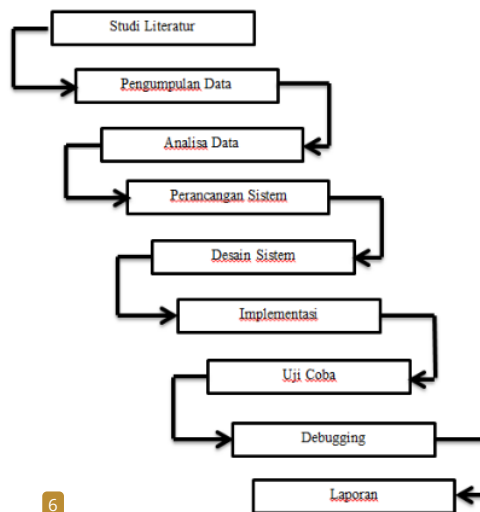 Studi Literatur
Pengumpulan Data
Analisa Data
Perancangan Sistem
Desain Sistem
Implementasi
Uji Coba
Debugging
Laporan
6